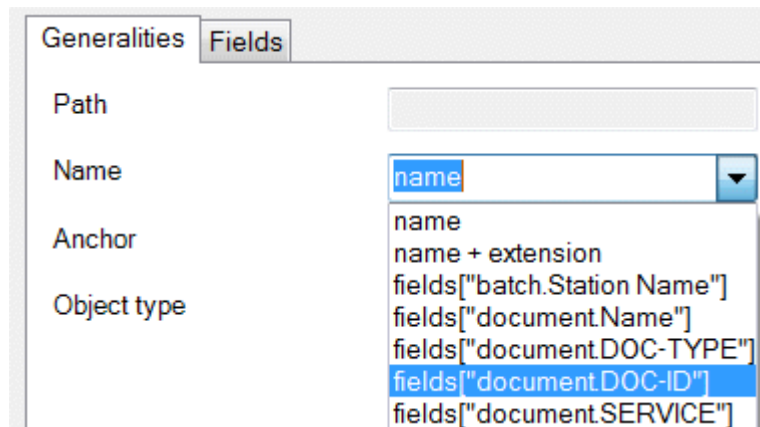 Generalities Fields
Path
Name name
name
Anchor
name + extension
fields["batch.Station Name"]
Object type
fields["document.Name"]
fields["document.DOC-TYPE"]
fields["document.DOC-ID"]
fields["document.SERVICE"]